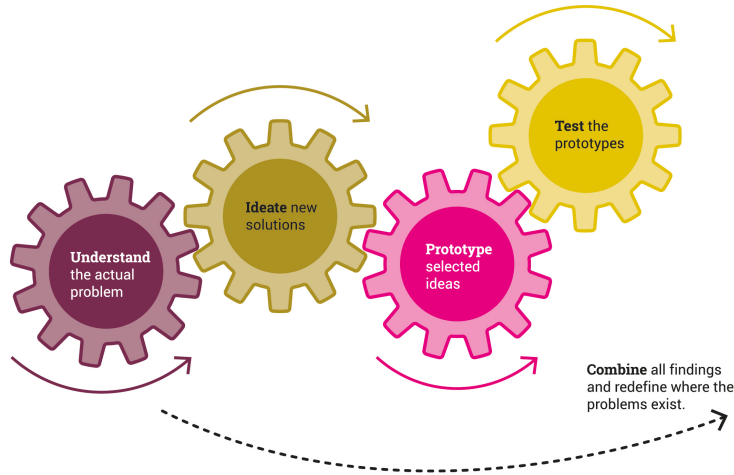 Understand
the actual
problem
Ideate new
solutions
Prototype
selected
ideas
Test the
prototypes
Combine all findings
and redefine where the
problems exist.